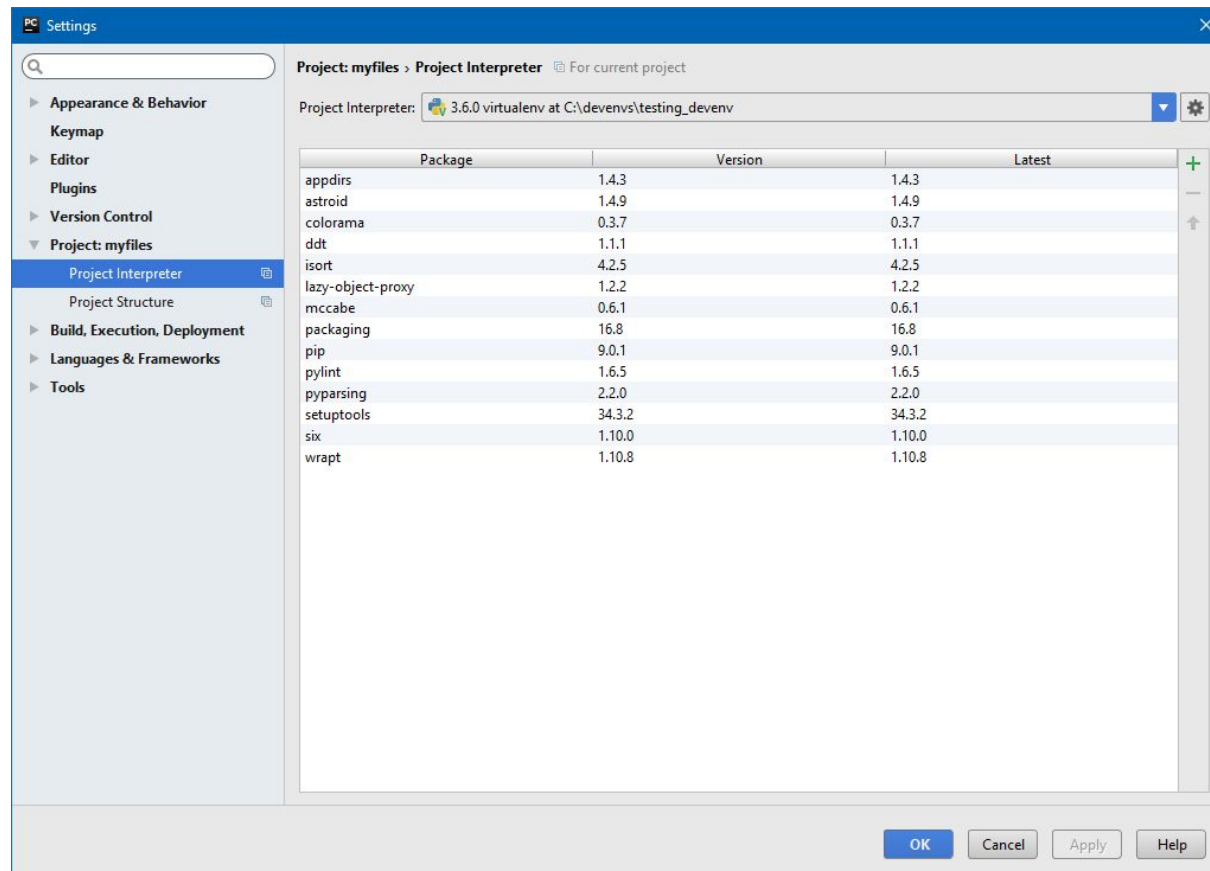 PC Settings
Appearance & Behavior
Keymap
Editor
Plugins
Version Control
Project: myfiles
Project Interpreter
Project Structure
Build, Execution, Deployment
Languages & Frameworks
Tools
Project: myfiles › Project Interpreter For current project
Project Interpreter: 3.6.0 virtualenv at C:\devenvs\testing_devenv
Package Version Latest
appdirs 1.4.3 1.4.3
astroid 1.4.9 1.4.9
colorama 0.3.7 0.3.7
ddt 1.1.1 1.1.1
isort 4.2.5 4.2.5
lazy-object-proxy 1.2.2 1.2.2
mccabe 0.6.1 0.6.1
packaging 16.8 16.8
pip 9.0.1 9.0.1
pylint 1.6.5 1.6.5
pyparsing 2.2.0 2.2.0
setuptools 34.3.2 34.3.2
six 1.10.0 1.10.0
wrapt 1.10.8 1.10.8
OK Cancel Apply Help